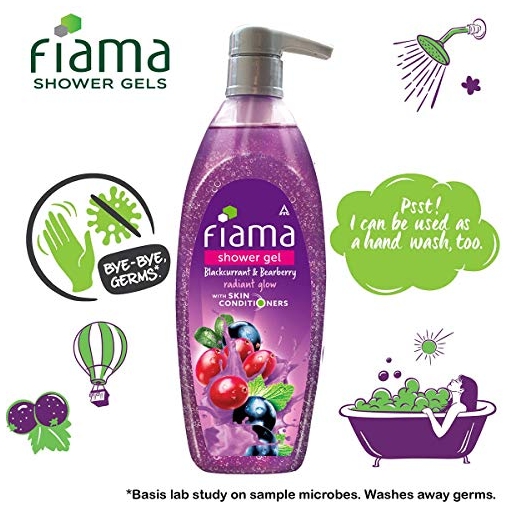 fiama
SHOWER GELS
BYE-BYE,
GERMS*.
Psst!
I can be used as
a hand wash, too.
fiama
shower gel
Blackcurrant & Bearberry
radiant glow
WITH SKIN
CONDITIONERS
*Basis lab study on sample microbes. Washes away germs.